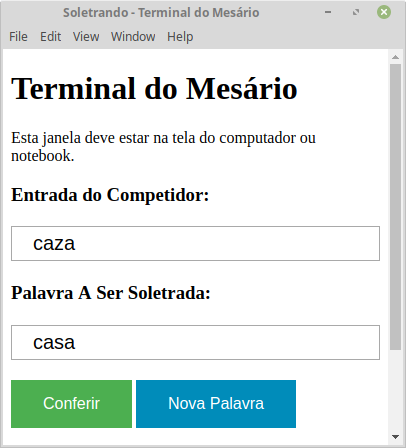 Soletrando - Terminal do Mesário
File Edit View Window Help
Terminal do Mesário
Esta janela deve estar na tela do computador ou
notebook.
Entrada do Competidor:
caza
Palavra A Ser Soletrada:
casa
Conferir Nova Palavra